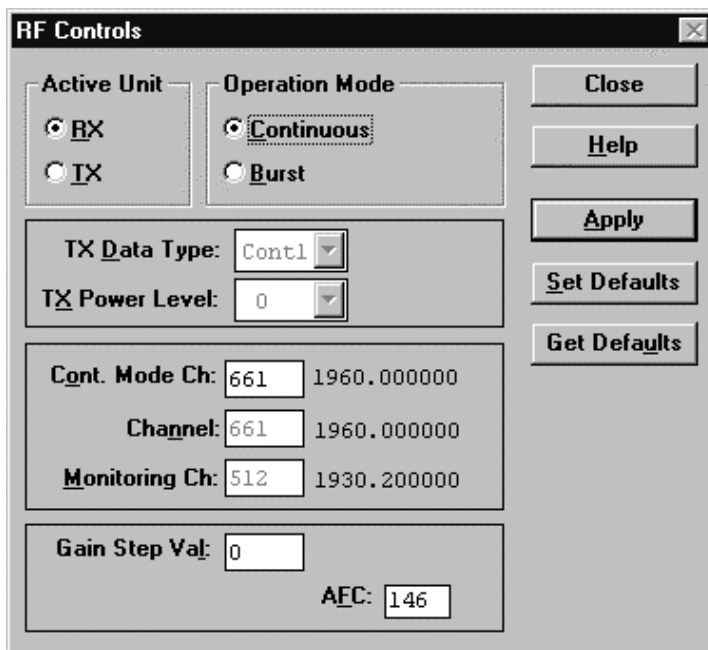 RF Controls
Active Unit
RX
TX
Operation Mode
Continuous
Burst
Close
Help
Apply
Set Defaults
Get Defaults
TX Data Type: Cont1
TX Power Level: 0
Cont. Mode Ch: 661 1960.000000
Channel: 661 1960.000000
Monitoring Ch: 512 1930.200000
Gain Step Val: 0
AFC: 146